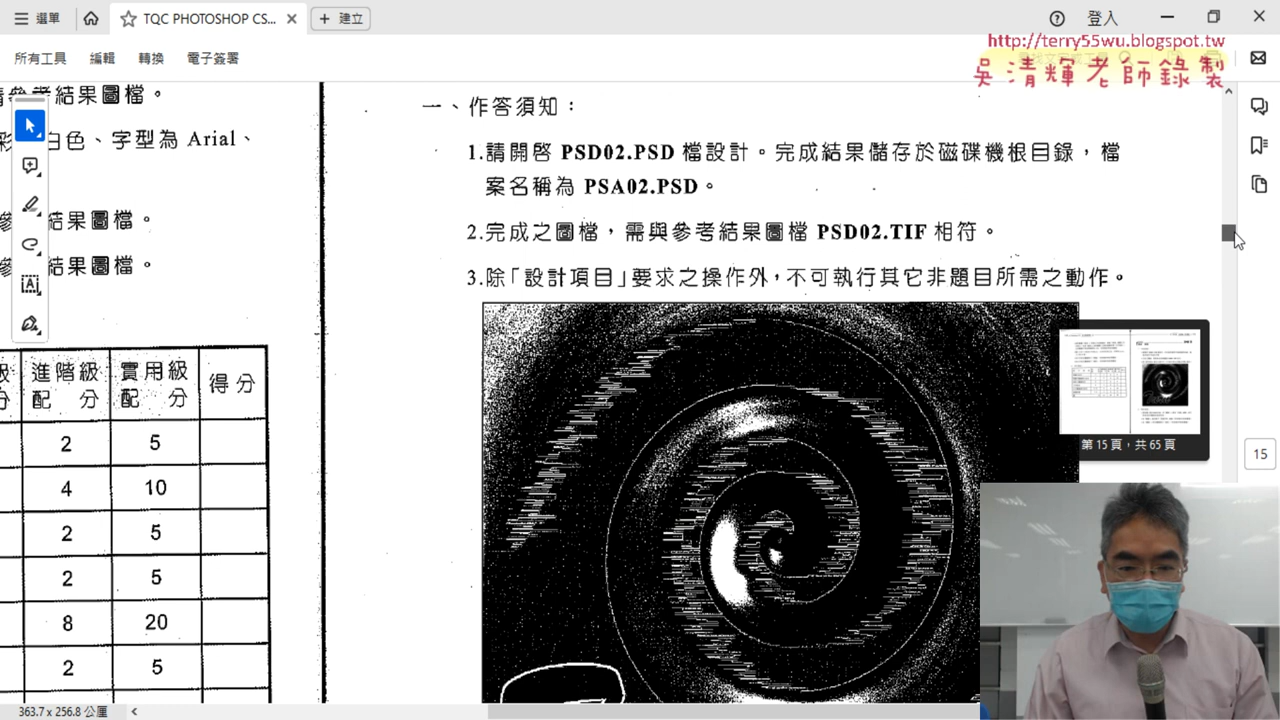 選單
TQC PHOTOSHOP CS...
建立
登入
http://terry55wu.blogspot.tw
所有工具
編輯
轉換
電子簽署
吳清輝老師錄製
參考結果圖檔。
白色、字型為 Arial、
結果圖檔。
結果圖檔。
一、作答須知：
1.請開啓 PSD02.PSD 檔設計。完成結果儲存於磁碟機根目錄，檔
案名稱為 PSA02.PSD。
2.完成之圖檔，需與參考結果圖檔 PSD02.TIF 相符。
3.除「設計項目」要求之操作外，不可執行其它非題目所需之動作。
進階級 實用級 得分
分 配分 配分
2 5
4 10
2 5
2 5
8 20
2 5
第 15 頁，共 65 頁
15
363.7 x 256.8 公厘